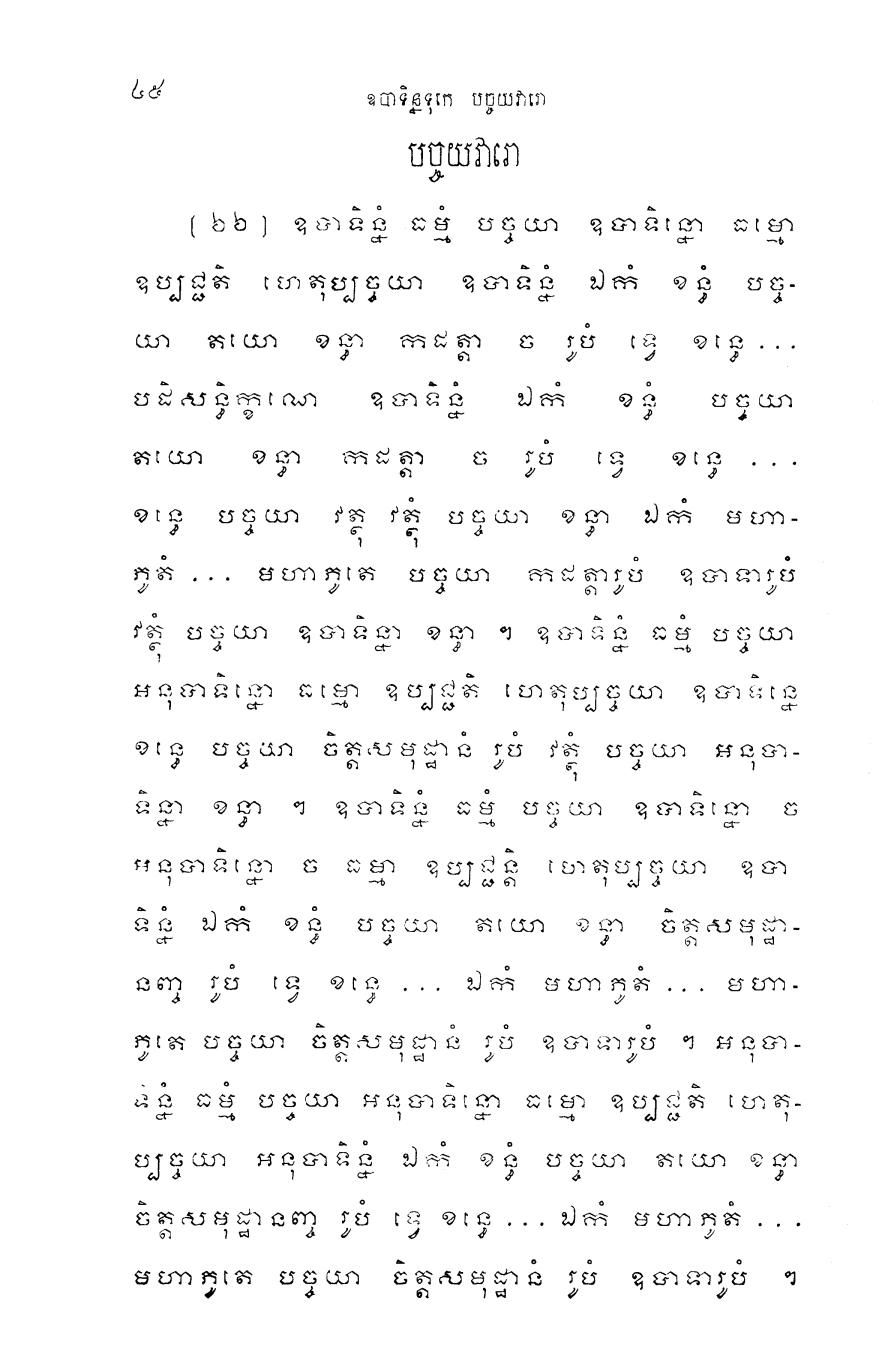 ៤៥
ឧបាទិន្នទុកេ បច្ចយវារោ
បច្ចយវារោ
(៦៦) ឧបាទិន្នំ ធម្មំ បច្ចយា ឧបាទិន្នោ ធម្មោ
ឧប្បជ្ជតិ ហេតុប្បច្ចយា ឧបាទិន្នំ ឯកំ ខន្ធំ បច្ច-
យា តយោ ខន្ធា កដត្តា ច រូបំ ទ្វេ ខន្ធេ ...
បដិសន្ធិក្ខណេ ឧបាទិន្នំ ឯកំ ខន្ធំ បច្ចយា
តយោ ខន្ធា កដត្តា ច រូបំ ទ្វេ ខន្ធេ ...
ខន្ធេ បច្ចយា វត្ថុ វត្ថុំ បច្ចយា ខន្ធា ឯកំ មហា-
ភូតំ ... មហាភូតេ បច្ចយា កដត្តារូបំ ឧបាទារូបំ
វត្ថុំ បច្ចយា ឧបាទិន្នា ខន្ធា ។ ឧបាទិន្នំ ធម្មំ បច្ចយា
អនុបាទិន្នោ ធម្មោ ឧប្បជ្ជតិ ហេតុប្បច្ចយា ឧបាទិន្នេ
ខន្ធេ បច្ចយា ចិត្តសមុដ្ឋានំ រូបំ វត្ថុំ បច្ចយា អនុបា-
ទិន្នា ខន្ធា ។ ឧបាទិន្នំ ធម្មំ បច្ចយា ឧបាទិន្នោ ច
អនុបាទិន្នោ ច ធម្មា ឧប្បជ្ជន្តិ ហេតុប្បច្ចយា ឧបា
ទិន្នំ ឯកំ ខន្ធំ បច្ចយា តយោ ខន្ធា ចិត្តសមុដ្ឋា-
នញ្ច រូបំ ទ្វេ ខន្ធេ ... ឯកំ មហាភូតំ ... មហា-
ភូតេ បច្ចយា ចិត្តសមុដ្ឋានំ រូបំ ឧបាទារូបំ ។ អនុបា-
ទិន្នំ ធម្មំ បច្ចយា អនុបាទិន្នោ ធម្មោ ឧប្បជ្ជតិ ហេតុ-
ប្បច្ចយា អនុបាទិន្នំ ឯកំ ខន្ធំ បច្ចយា តយោ ខន្ធា
ចិត្តសមុដ្ឋានញ្ច រូបំ ទ្វេ ខន្ធេ ... ឯកំ មហាភូតំ ...
មហាភូតេ បច្ចយា ចិត្តសមុដ្ឋានំ រូបំ ឧបាទារូបំ ។